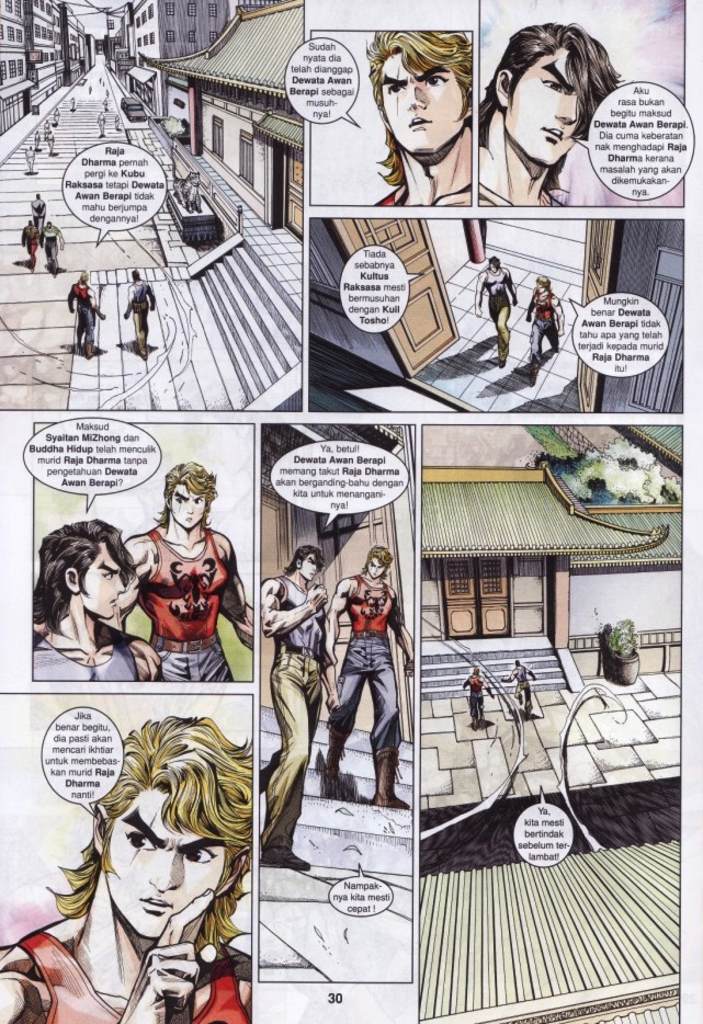 Raja
Dharma pernah
pergi ke Kubu
Raksasa tetapi Dewata
Awan Berapi tidak
mahu berjumpa
dengannya!
Sudah
nyata dia
telah dianggap
Dewata Awan
Berapi sebagai
musuh-
nya!
Aku
rasa bukan
begitu maksud
Dewata Awan Berapi.
Dia cuma keberatan
nak menghadapi Raja
Dharma kerana
masalah yang
dikemukakan-
nya.
Tiada
sebabnya
Kultus
Raksasa mesti
bermusuhan
dengan Kuil
Tosho!
Mungkin
benar Dewata
Awan Berapi tidak
tahu apa yang telah
terjadi kepada murid
Raja Dharma
itu!
Maksud
Syaitan MiZhong dan
Buddha Hidup telah menculik
murid Raja Dharma tanpa
pengetahuan Dewata
Awan Berapi?
Ya, betul!
Dewata Awan Berapi
memang takut Raja Dharma
akan berganding-bahu dengan
kita untuk menangani-
nya!
Jika
benar begitu,
dia pasti akan
mencari ikhtiar
untuk membebas-
kan murid Raja
Dharma
nanti!
Nampak-
nya kita mesti
cepat !
Ya,
kita mesti
bertindak
sebelum ter-
lambat!
30